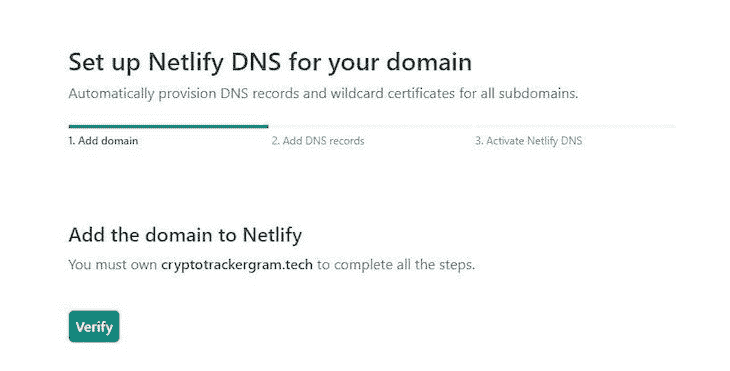 Set up Netlify DNS for your domain
Automatically provision DNS records and wildcard certificates for all subdomains.
1. Add domain
2. Add DNS records
3. Activate Netlify DNS
Add the domain to Netlify
You must own cryptotrackergram.tech to complete all the steps.
Verify